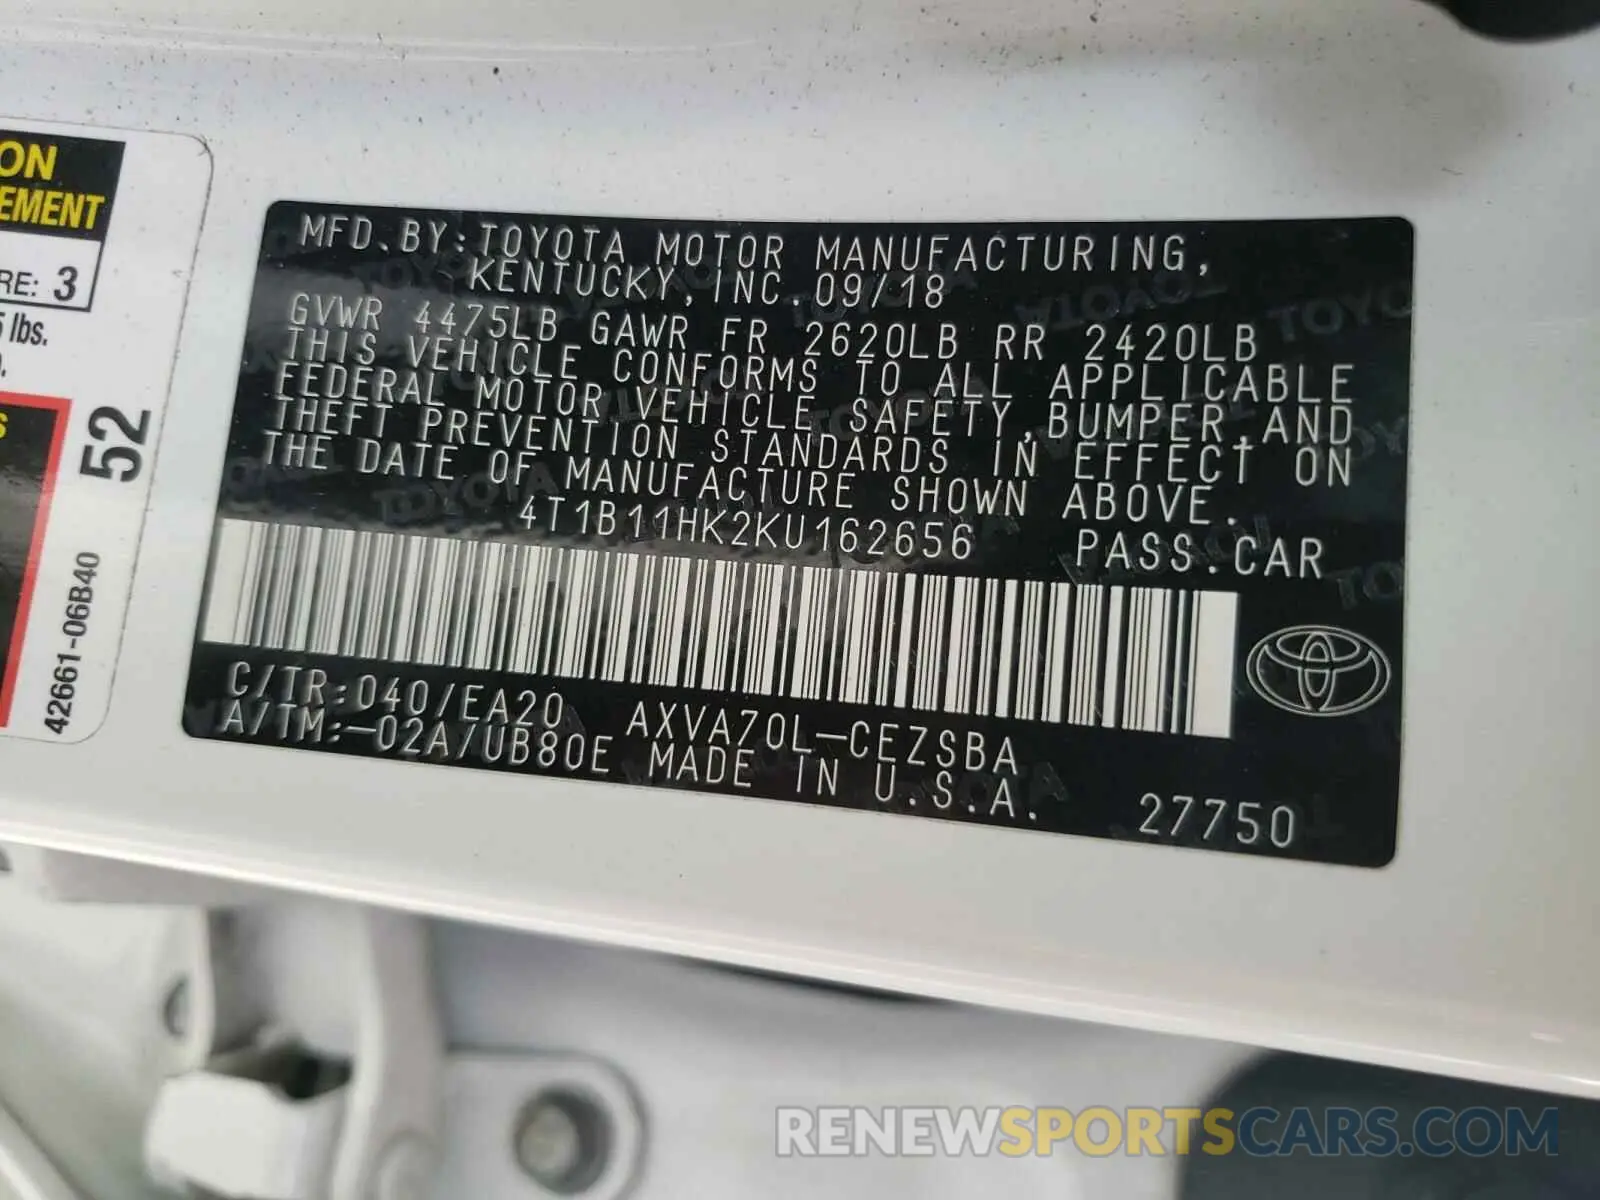 ON
EMENT
RE: 3
5 lbs.
52
42661-06B40
MFD.BY:TOYOTA MOTOR MANUFACTURING,
KENTUCKY,INC.09/18
GVWR 4475LB GAWR FR 2620LB RR 2420LB
THIS VEHICLE CONFORMS TO ALL APPLICABLE
FEDERAL MOTOR VEHICLE SAFETY,BUMPER,AND
THEFT PREVENTION STANDARDS IN EFFECT ON
THE DATE OF MANUFACTURE SHOWN ABOVE.
4T1B11HK2KU162656 PASS.CAR
C/TR:040/EA20 AXVA70L-CEZSBA
A/TM:-02A/UB80E MADE IN U.S.A. 27750
RENEWSPORTSCARS.COM